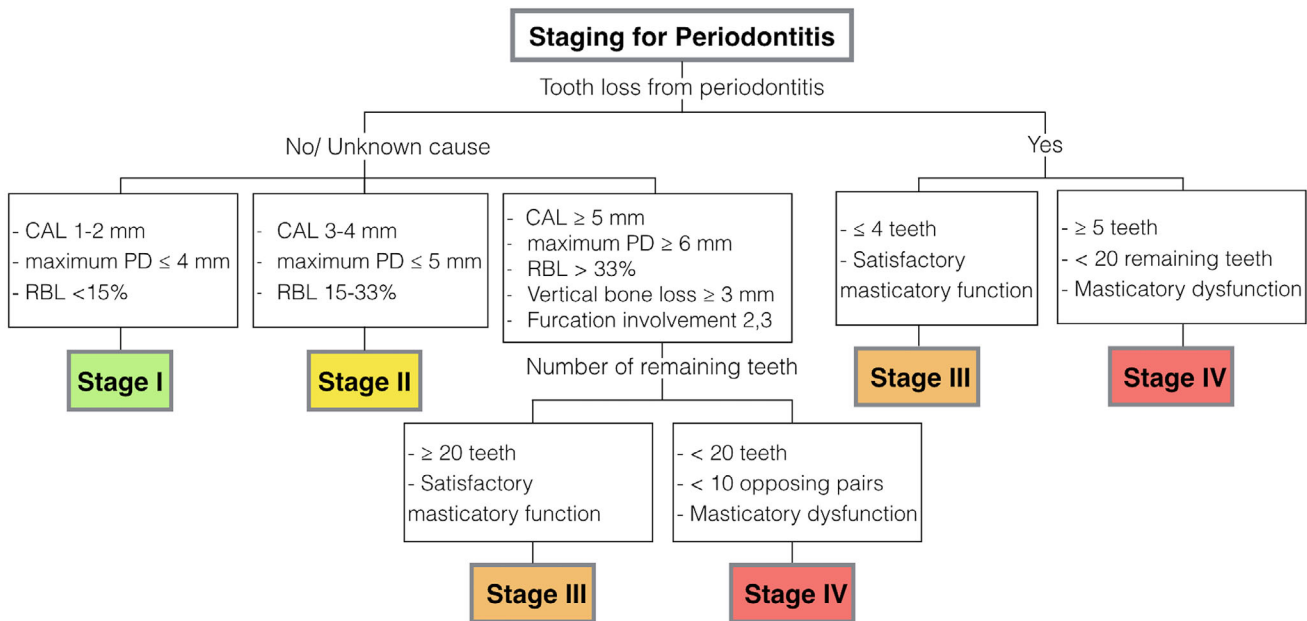 Staging for Periodontitis
Tooth loss from periodontitis
No/ Unknown cause
Yes
- CAL 1-2 mm
- maximum PD ≤ 4 mm
- RBL <15%
- CAL 3-4 mm
- maximum PD ≤ 5 mm
- RBL 15-33%
- CAL ≥ 5 mm
- maximum PD ≥ 6 mm
- RBL > 33%
- Vertical bone loss ≥ 3 mm
- Furcation involvement 2,3
- ≤ 4 teeth
- Satisfactory
masticatory function
- ≥ 5 teeth
- < 20 remaining teeth
- Masticatory dysfunction
Stage I
Stage II
Number of remaining teeth
Stage III
Stage IV
- ≥ 20 teeth
- Satisfactory
masticatory function
- < 20 teeth
- < 10 opposing pairs
- Masticatory dysfunction
Stage III
Stage IV